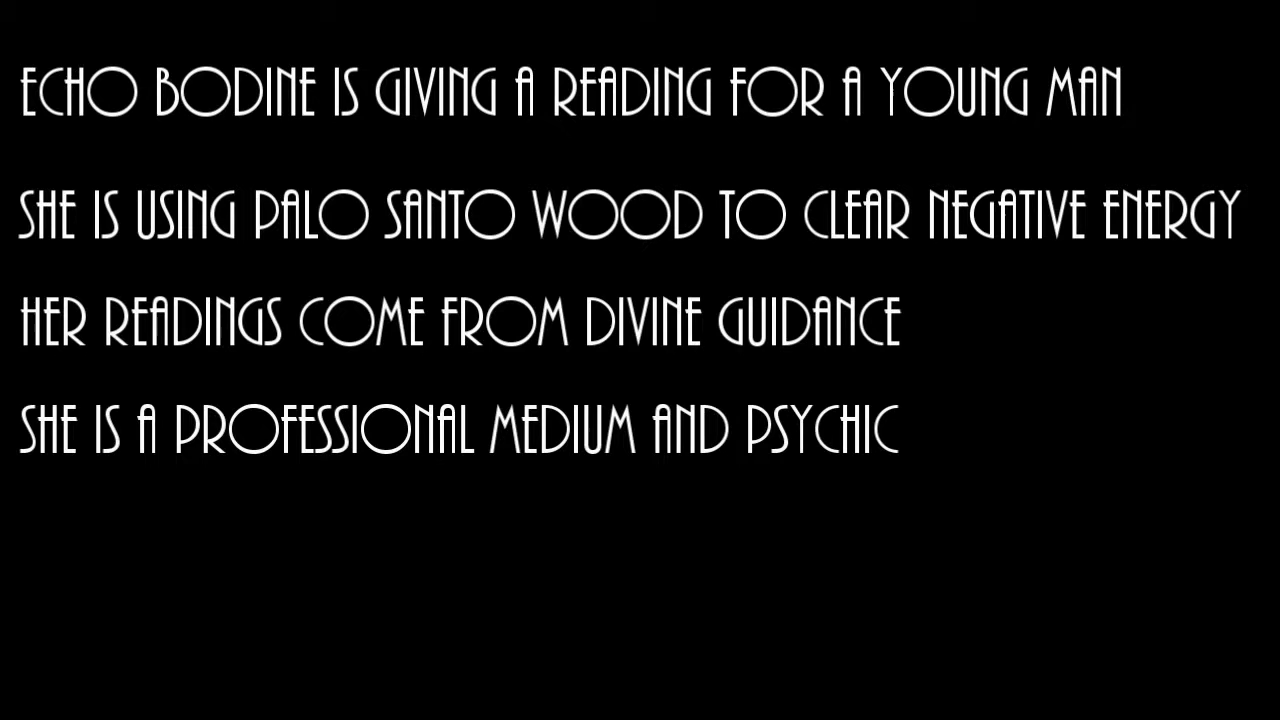 ECHO BODINE IS GIVING A READING FOR A YOUNG MAN
SHE IS USING PALO SANTO WOOD TO CLEAR NEGATIVE ENERGY
HER READINGS COME FROM DIVINE GUIDANCE
SHE IS A PROFESSIONAL MEDIUM AND PSYCHIC